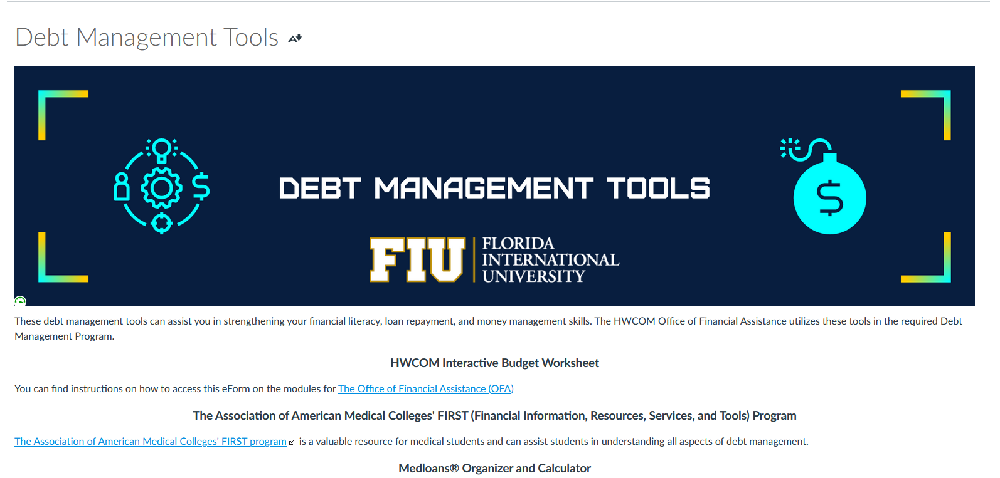 Debt Management Tools
DEBT MANAGEMENT TOOLS
$
$
FIU
FLORIDA
INTERNATIONAL
UNIVERSITY
These debt management tools can assist you in strengthening your financial literacy, loan repayment, and money management skills. The HWCOM Office of Financial Assistance utilizes these tools in the required Debt
Management Program.
HWCOM Interactive Budget Worksheet
You can find instructions on how to access this eForm on the modules for The Office of Financial Assistance (OFA)
The Association of American Medical Colleges' FIRST (Financial Information, Resources, Services, and Tools) Program
The Association of American Medical Colleges' FIRST program is a valuable resource for medical students and can assist students in understanding all aspects of debt management.
Medloans® Organizer and Calculator